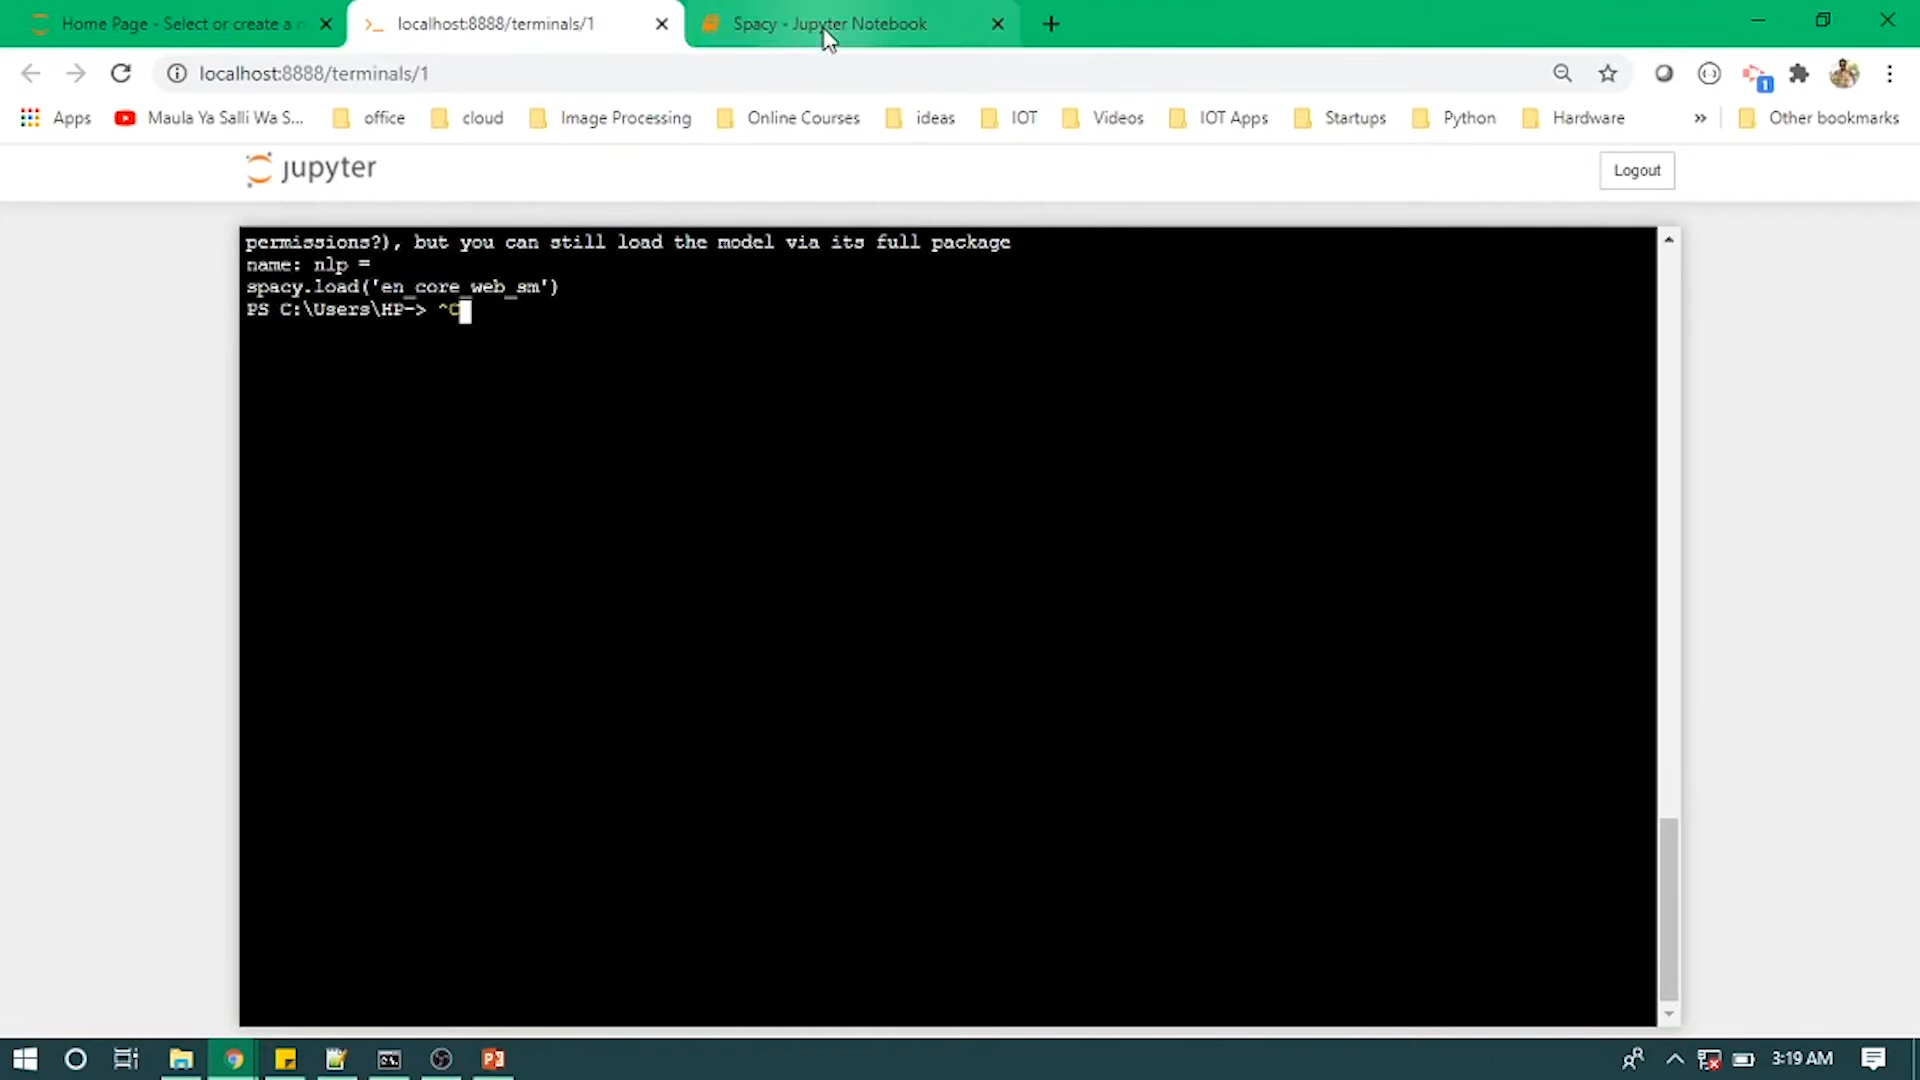 Home Page - Select or create a n
localhost:8888/terminals/1
Spacy - Jupyter Notebook
localhost:8888/terminals/1
1
Apps
Maula Ya Salli Wa S...
office
cloud
Image Processing
Online Courses
ideas
IOT
Videos
IOT Apps
Startups
Python
Hardware
»
Other bookmarks
jupyter
Logout
permissions?), but you can still load the model via its full package
name: nlp =
spacy.load('en_core_web_sm')
PS C:\Users\HP-> ^C
3:19 AM